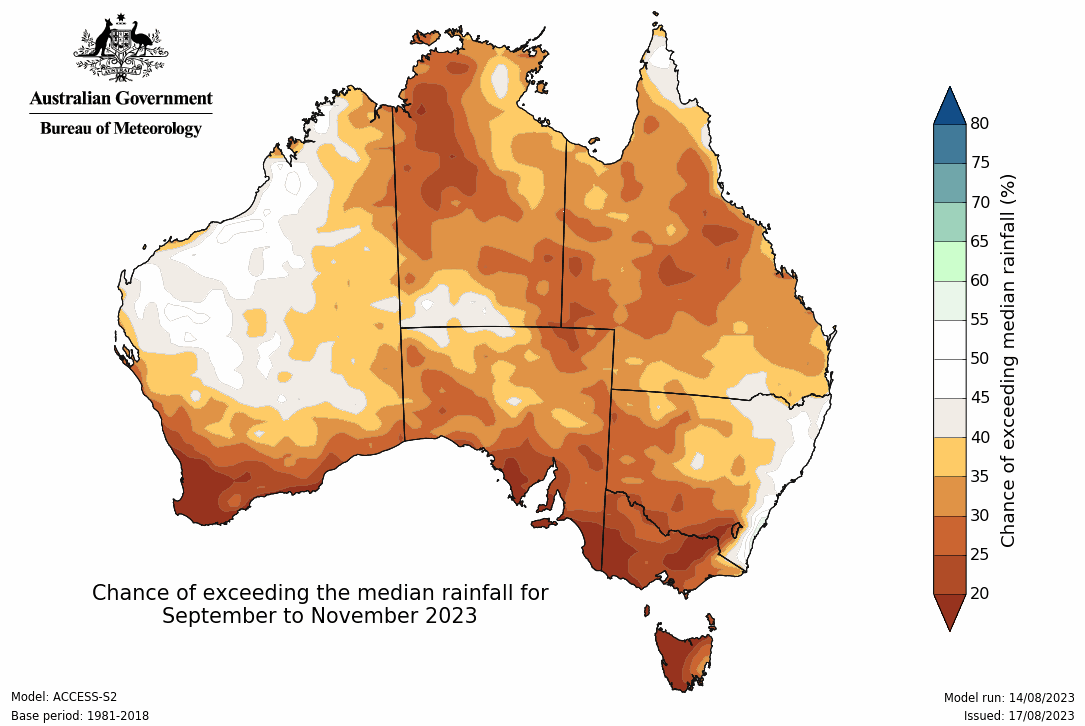 AUSTRALIA
Australian Government
Bureau of Meteorology
80
75
70
65
60
55
50
45
40
35
30
25
20
Chance of exceeding median rainfall (%)
Chance of exceeding the median rainfall for
September to November 2023
Model: ACCESS-S2
Base period: 1981-2018
Model run: 14/08/2023
Issued: 17/08/2023